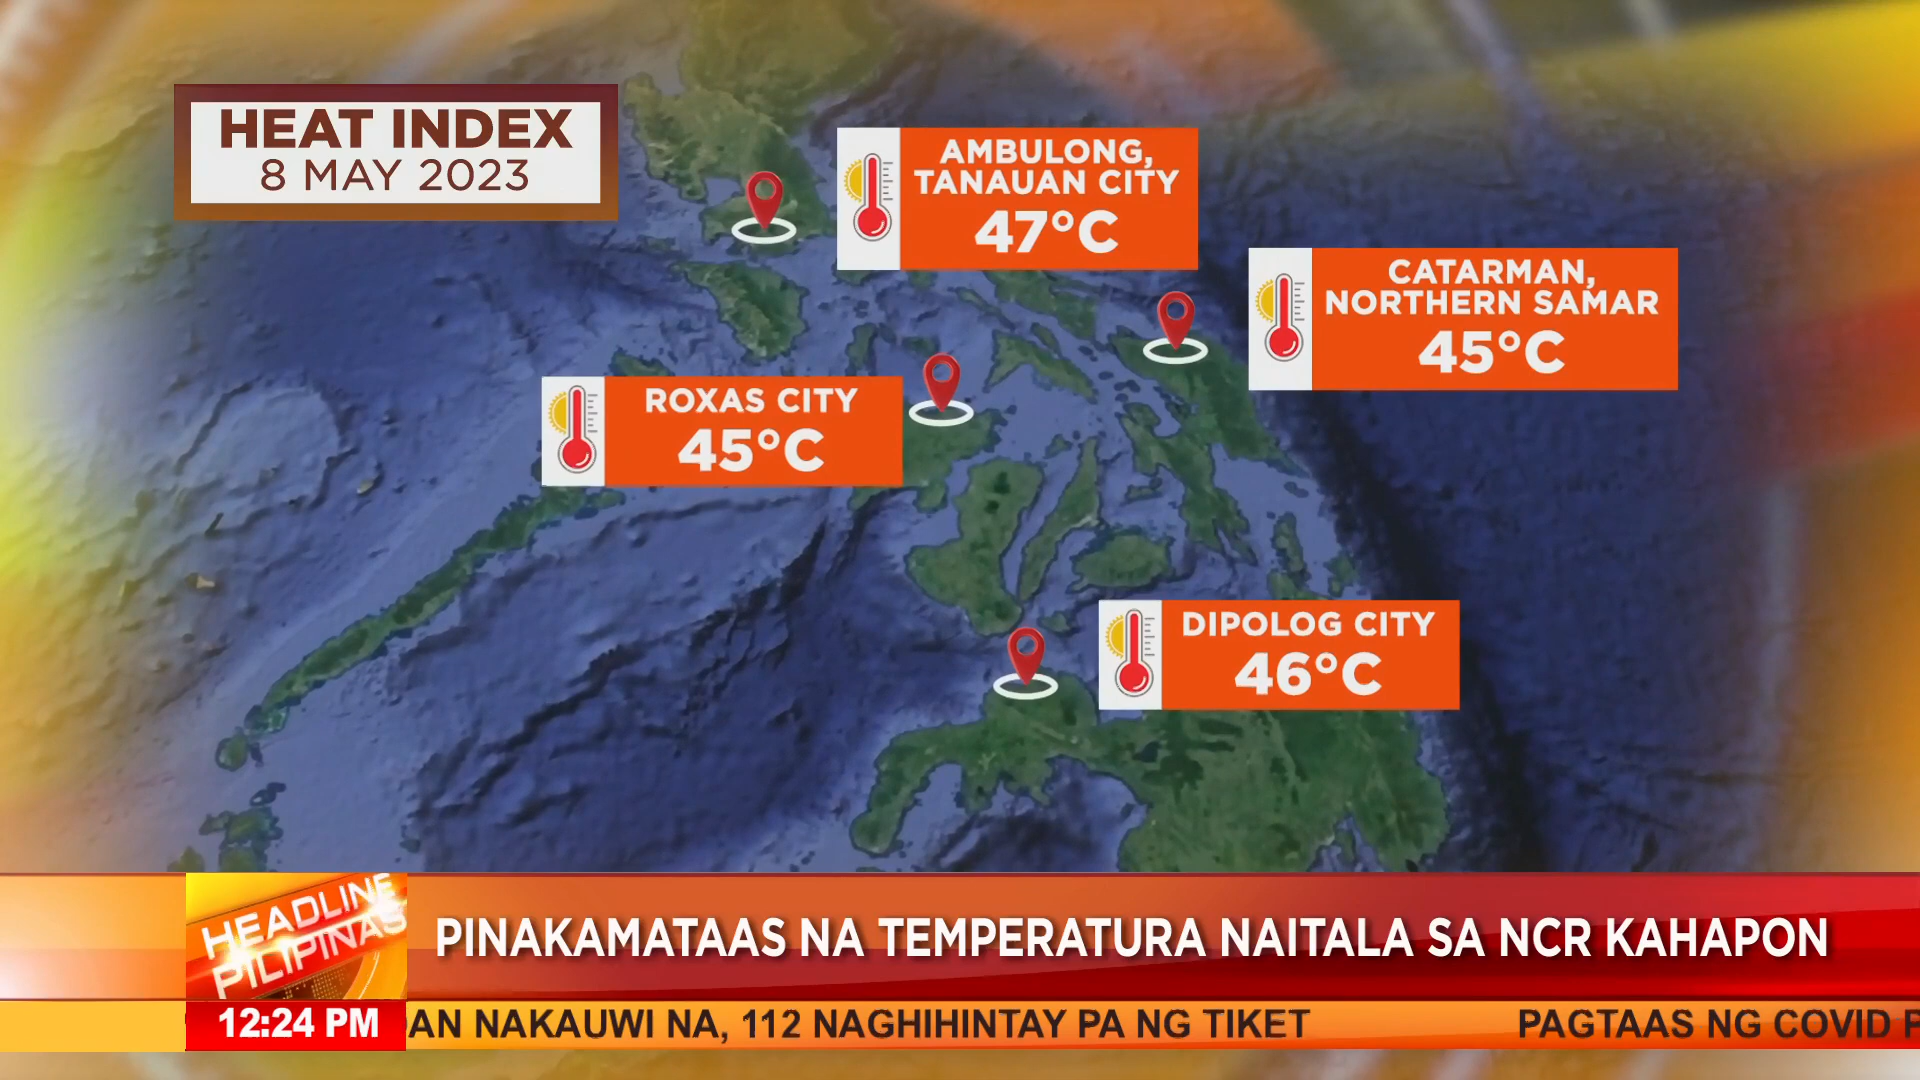 HEAT INDEX
8 MAY 2023
AMBULONG,
TANAUAN CITY
47°C
CATARMAN,
NORTHERN SAMAR
45°C
ROXAS CITY
45°C
DIPOLOG CITY
46°C
HEADLINE
PILIPINAS
PINAKAMATAAS NA TEMPERATURA NAITALA SA NCR KAHAPON
12:24 PM
AN NAKAUWI NA, 112 NAGHIHINTAY PA NG TIKET PAGTAAS NG COVID